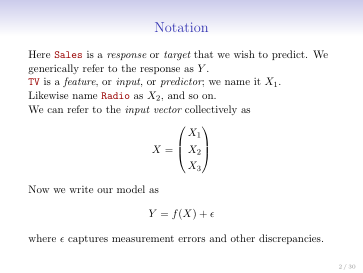 Notation
Here Sales is a response or target that we wish to predict. We
generically refer to the response as Y.
TV is a feature, or input, or predictor; we name it X₁.
Likewise name Radio as X₂, and so on.
We can refer to the input vector collectively as
X = (X₁
X₂
X₃)
Now we write our model as
Y = f(X) + ϵ
where ϵ captures measurement errors and other discrepancies.
2 / 30